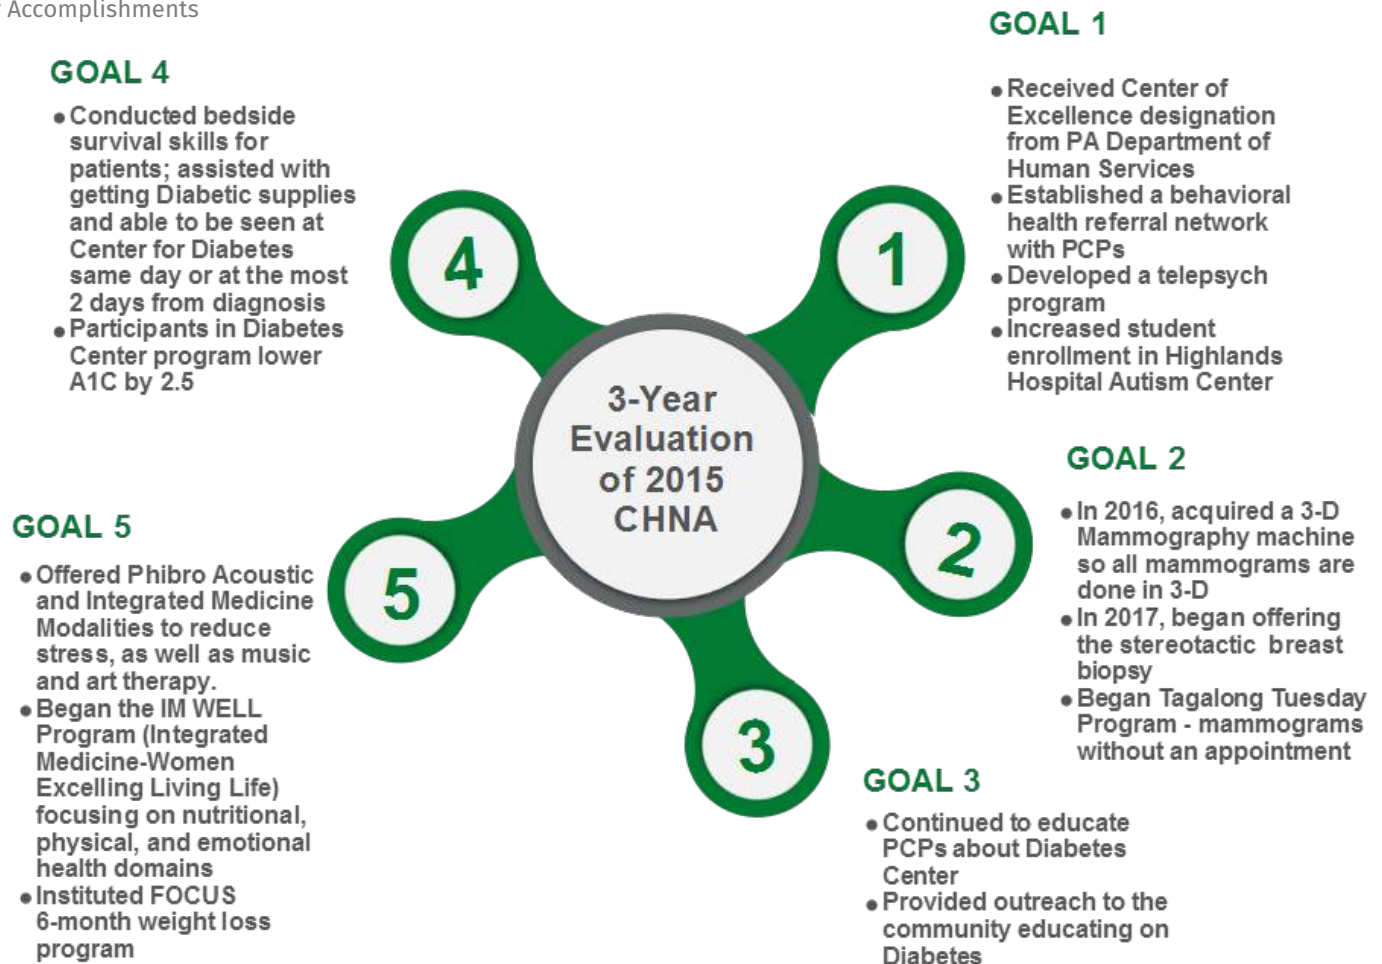 Accomplishments
GOAL 1
● Received Center of
Excellence designation
from PA Department of
Human Services
● Established a behavioral
health referral network
with PCPs
● Developed a telepsych
program
● Increased student
enrollment in Highlands
Hospital Autism Center
GOAL 2
● In 2016, acquired a 3-D
Mammography machine
so all mammograms are
done in 3-D
● In 2017, began offering
the stereotactic breast
biopsy
● Began Tagalong Tuesday
Program - mammograms
without an appointment
GOAL 3
● Continued to educate
PCPs about Diabetes
Center
● Provided outreach to the
community educating on
Diabetes
GOAL 4
● Conducted bedside
survival skills for
patients; assisted with
getting Diabetic supplies
and able to be seen at
Center for Diabetes
same day or at the most
2 days from diagnosis
● Participants in Diabetes
Center program lower
A1C by 2.5
GOAL 5
● Offered Phibro Acoustic
and Integrated Medicine
Modalities to reduce
stress, as well as music
and art therapy.
● Began the IM WELL
Program (Integrated
Medicine-Women
Excelling Living Life)
focusing on nutritional,
physical, and emotional
health domains
● Instituted FOCUS
6-month weight loss
program
3-Year
Evaluation
of 2015
CHNA
1
2
3
4
5